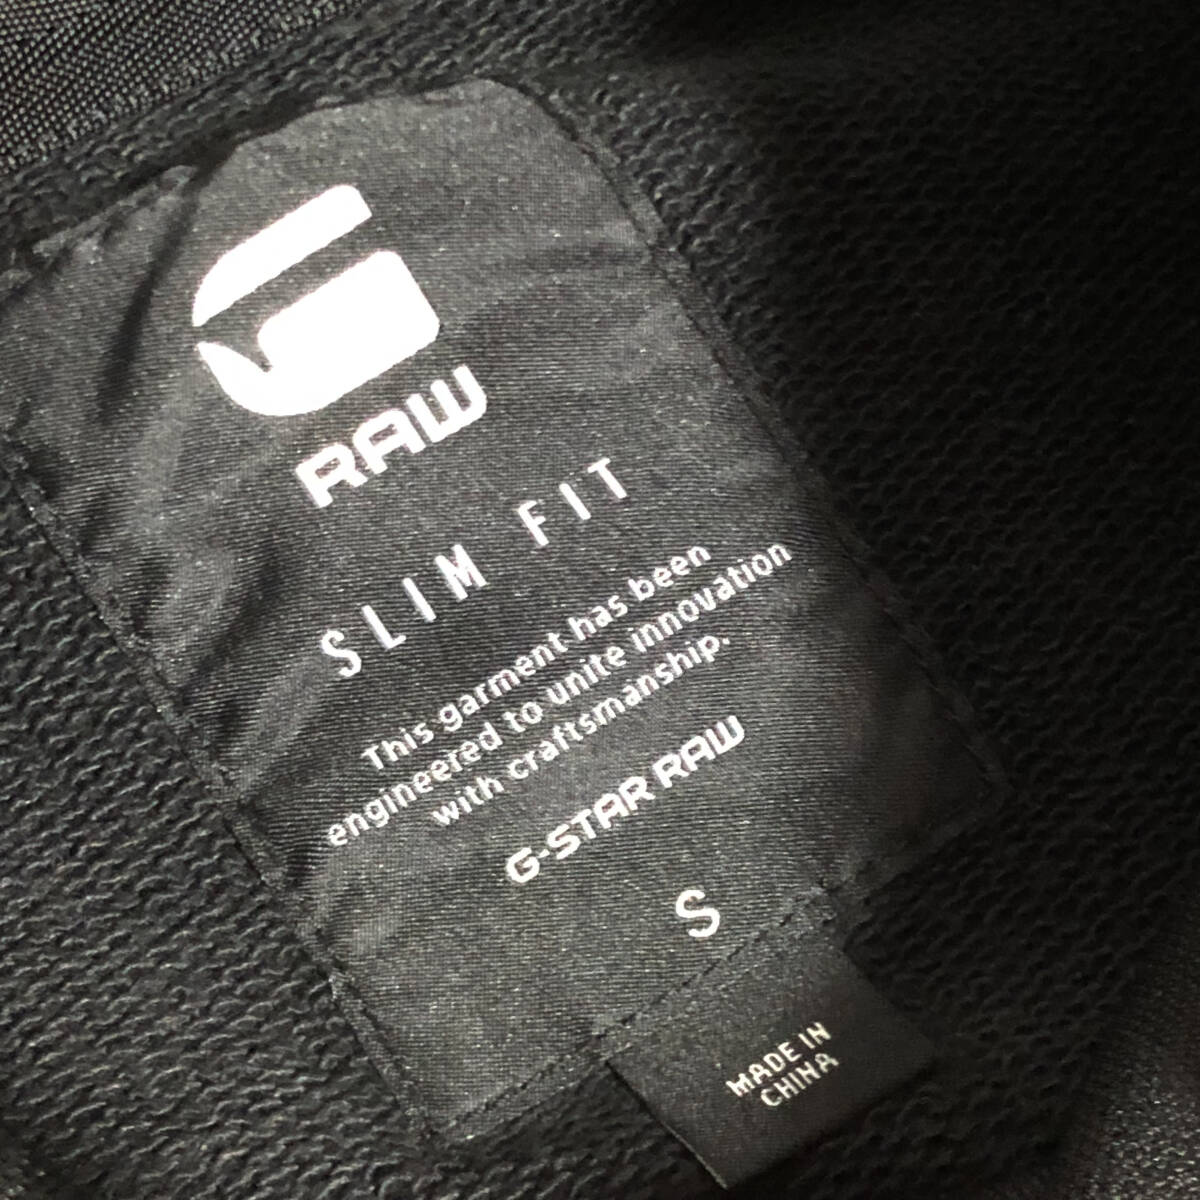 G
RAW
SLIM FIT
This garment has been
engineered to unite innovation
with craftsmanship.
G-STAR RAW
S
MADE IN
CHINA